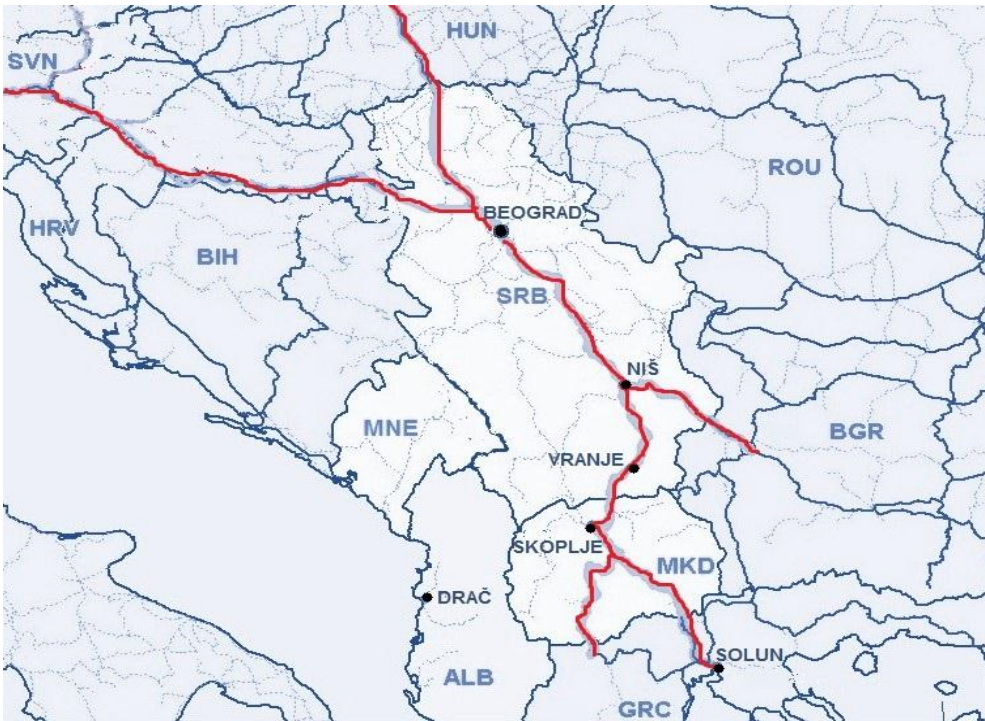 HUN
SVN
ROU
BEOGRAD
HRV
BIH
SRB
NIŠ
MNE
BGR
VRANJE
SKOPLJE
MKD
DRAČ
SOLUN
ALB
GRC